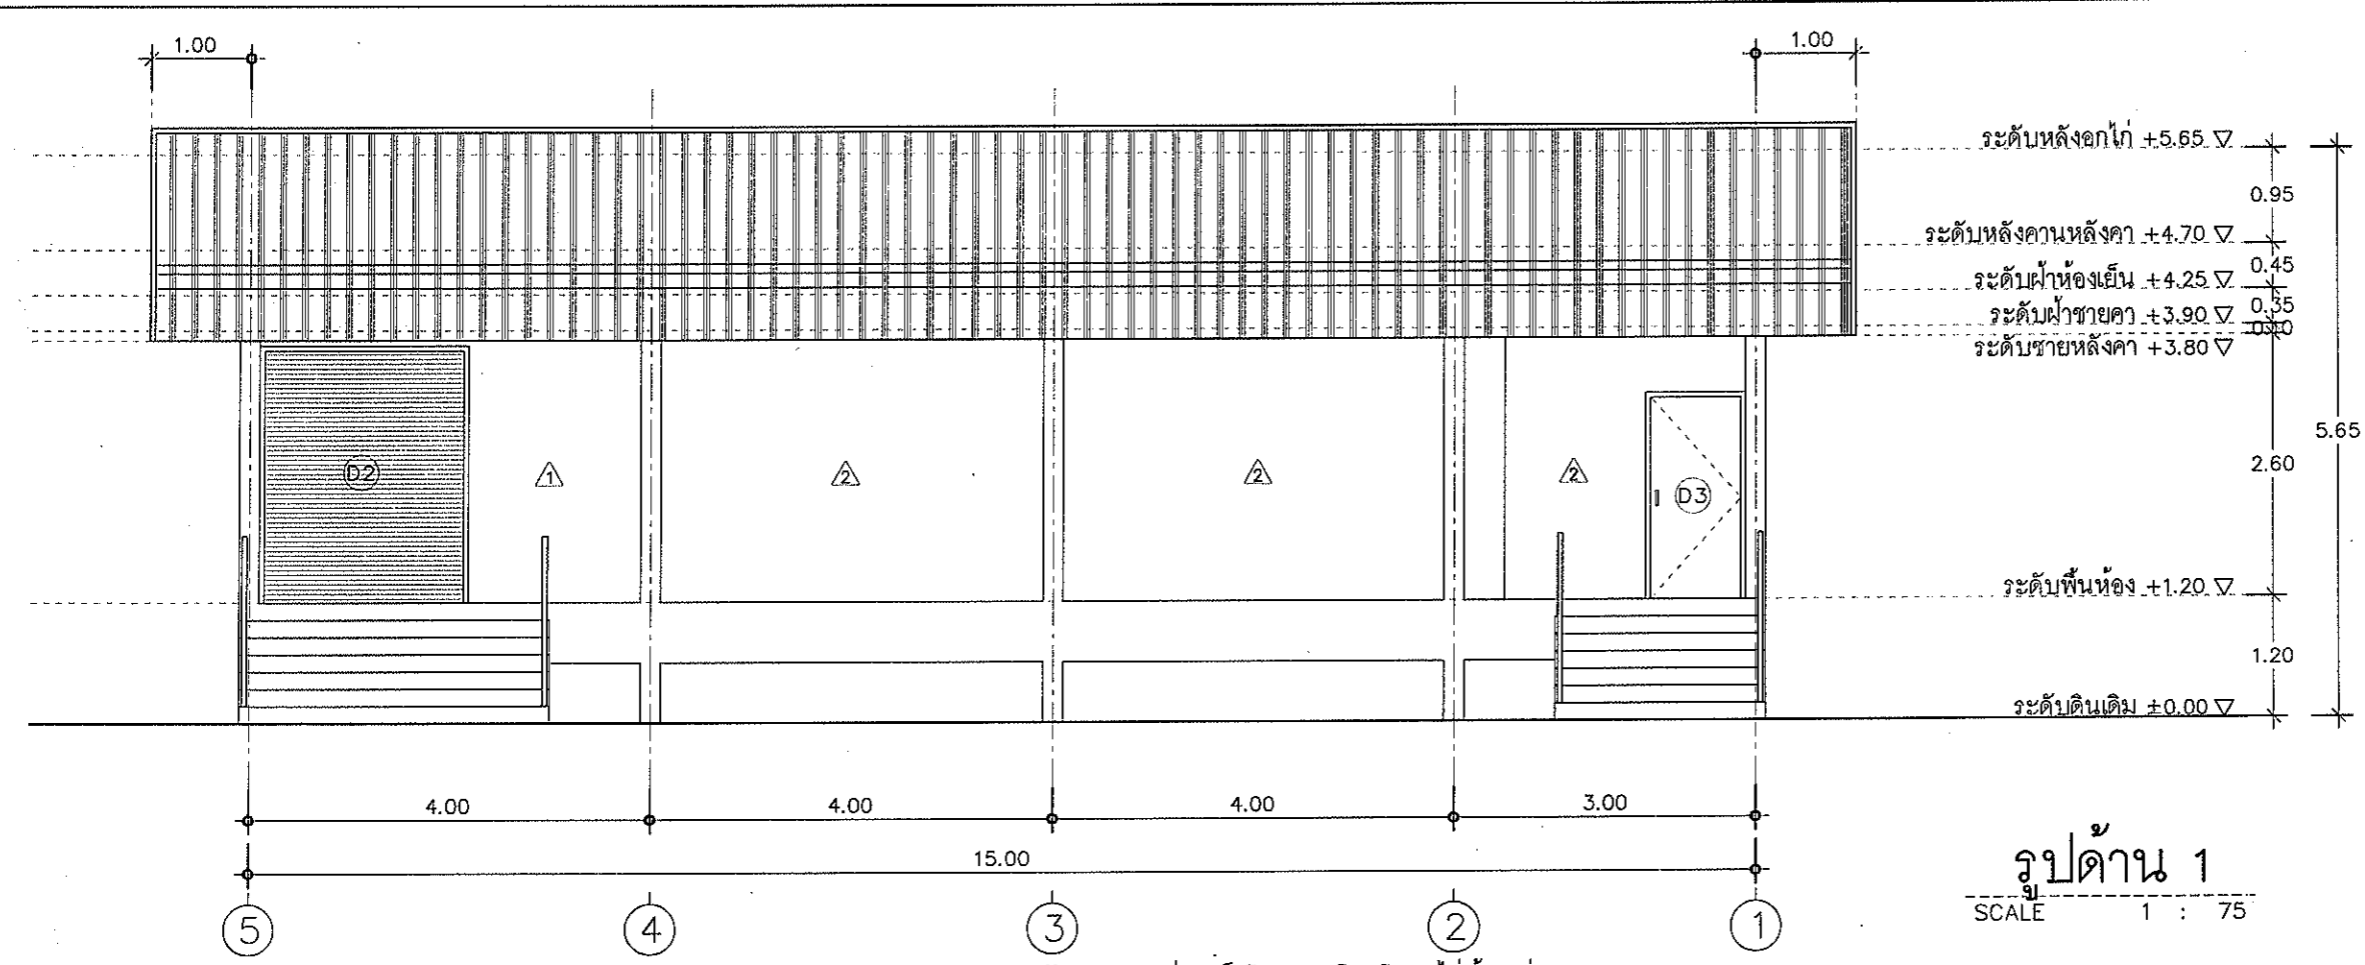 1.00 1.00
ระดับหลังอกไก่ +5.65
0.95
ระดับหลังคานหลังคา +4.70
0.45
ระดับฝ้าห้องเย็น +4.25
0.35
ระดับฝ้าชายคา +3.90
0.10
ระดับชายหลังคา +3.80
5.65
2.60
D2 1 2 2 2 D3
ระดับพื้นห้อง +1.20
1.20
ระดับดินเดิม ±0.00
4.00 4.00 4.00 3.00
15.00
5 4 3 2 1
รูปด้าน 1
SCALE 1 : 75